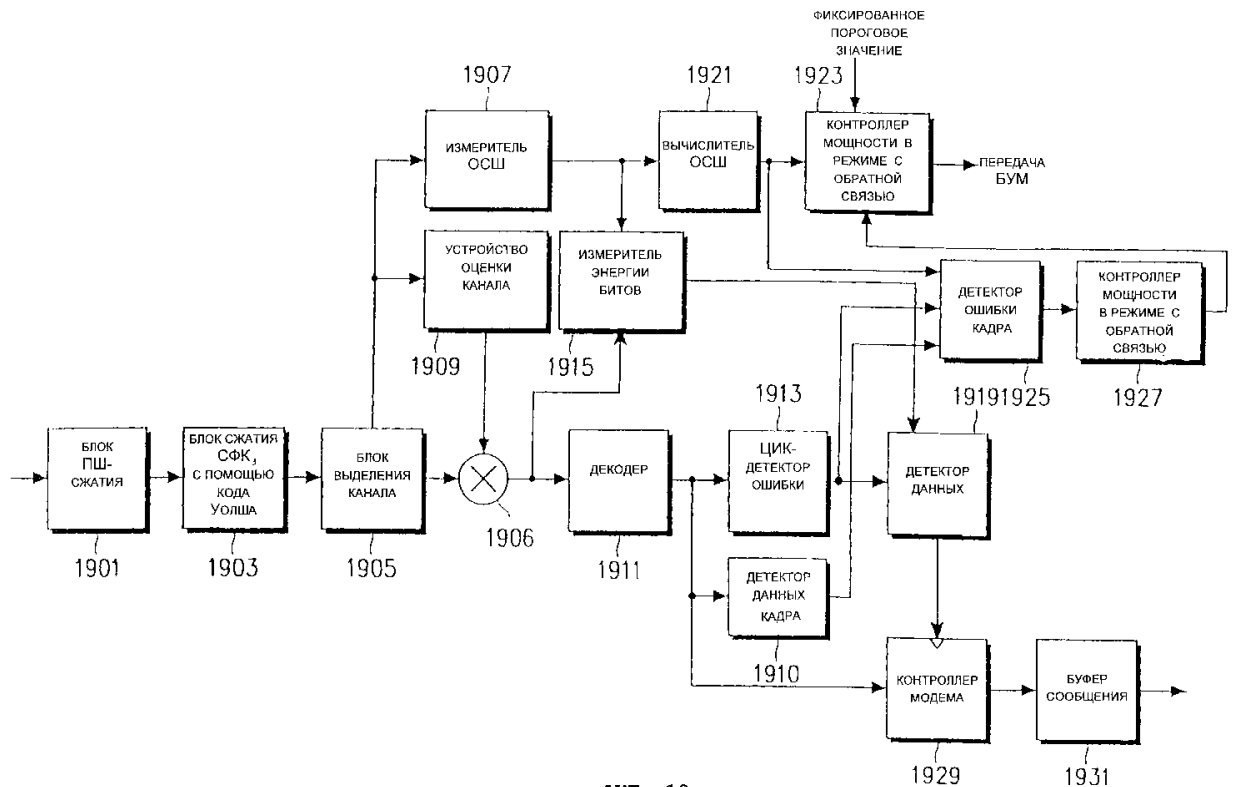 ФИКСИРОВАННОЕ
ПОРОГОВОЕ
ЗНАЧЕНИЕ
1907
1921
1923
ИЗМЕРИТЕЛЬ
ОСШ
ВЫЧИСЛИТЕЛЬ
ОСШ
КОНТРОЛЛЕР
МОЩНОСТИ В
РЕЖИМЕ С
ОБРАТНОЙ
СВЯЗЬЮ
ПЕРЕДАЧА
БУМ
УСТРОЙСТВО
ОЦЕНКИ
КАНАЛА
ИЗМЕРИТЕЛЬ
ЭНЕРГИИ
БИТОВ
ДЕТЕКТОР
ОШИБКИ
КАДРА
КОНТРОЛЛЕР
МОЩНОСТИ
В РЕЖИМЕ С
ОБРАТНОЙ
СВЯЗЬЮ
1909
1915
1913
19191925
1927
БЛОК
ПШ-
СЖАТИЯ
БЛОК СЖАТИЯ
СФК,
С ПОМОЩЬЮ
КОДА
УОЛША
БЛОК
ВЫДЕЛЕНИЯ
КАНАЛА
ДЕКОДЕР
ЦИК-
ДЕТЕКТОР
ОШИБКИ
ДЕТЕКТОР
ДАННЫХ
1901
1903
1905
1906
1911
ДЕТЕКТОР
ДАННЫХ
КАДРА
1910
КОНТРОЛЛЕР
МОДЕМА
БУФЕР
СООБЩЕНИЯ
1929
1931